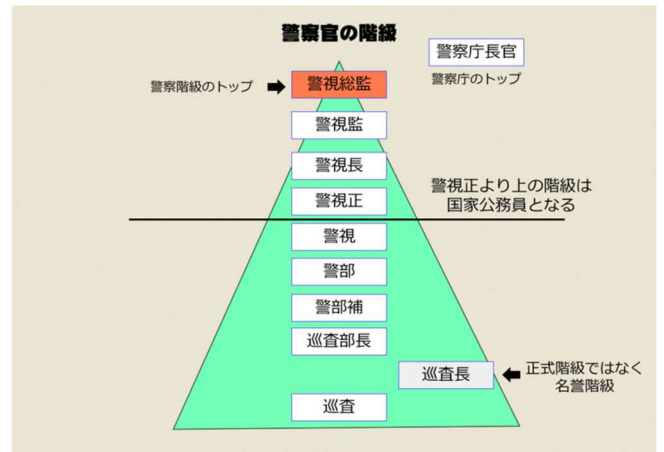 警察官の階級
警察庁長官
警察庁のトップ
警察階級のトップ
警視総監
警視監
警視長
警視正
警視正より上の階級は
国家公務員となる
警視
警部
警部補
巡査部長
巡査長
正式階級ではなく
名誉階級
巡査